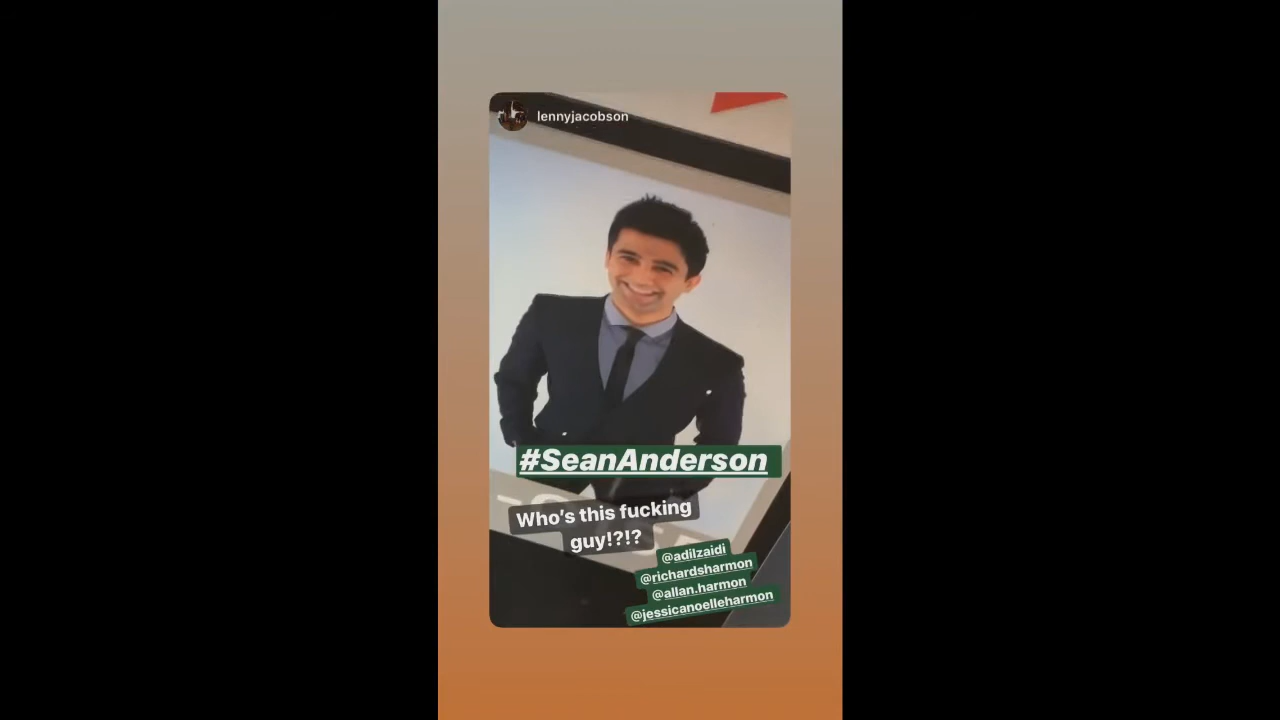 lennyjacobson
#SeanAnderson
Who's this fucking
guy!?!?
@adilzaidi
@richardsharmon
@allan.harmon
@jessicanoelleharmon